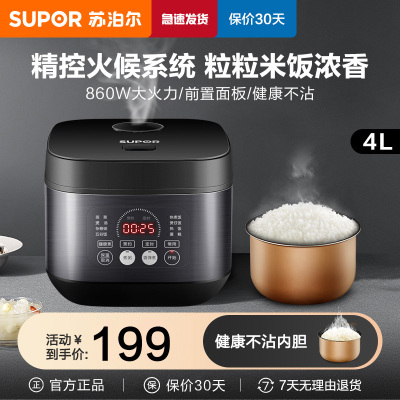 SUPOR 苏泊尔 急速发货 保价30天
精控火候系统 粒粒米饭浓香
860W大火力/前置面板/健康不沾
4L
SUPOR
00:25
活动到手价: ¥199
健康不沾内胆
正 官方正品 保价30天 7天无理由退货